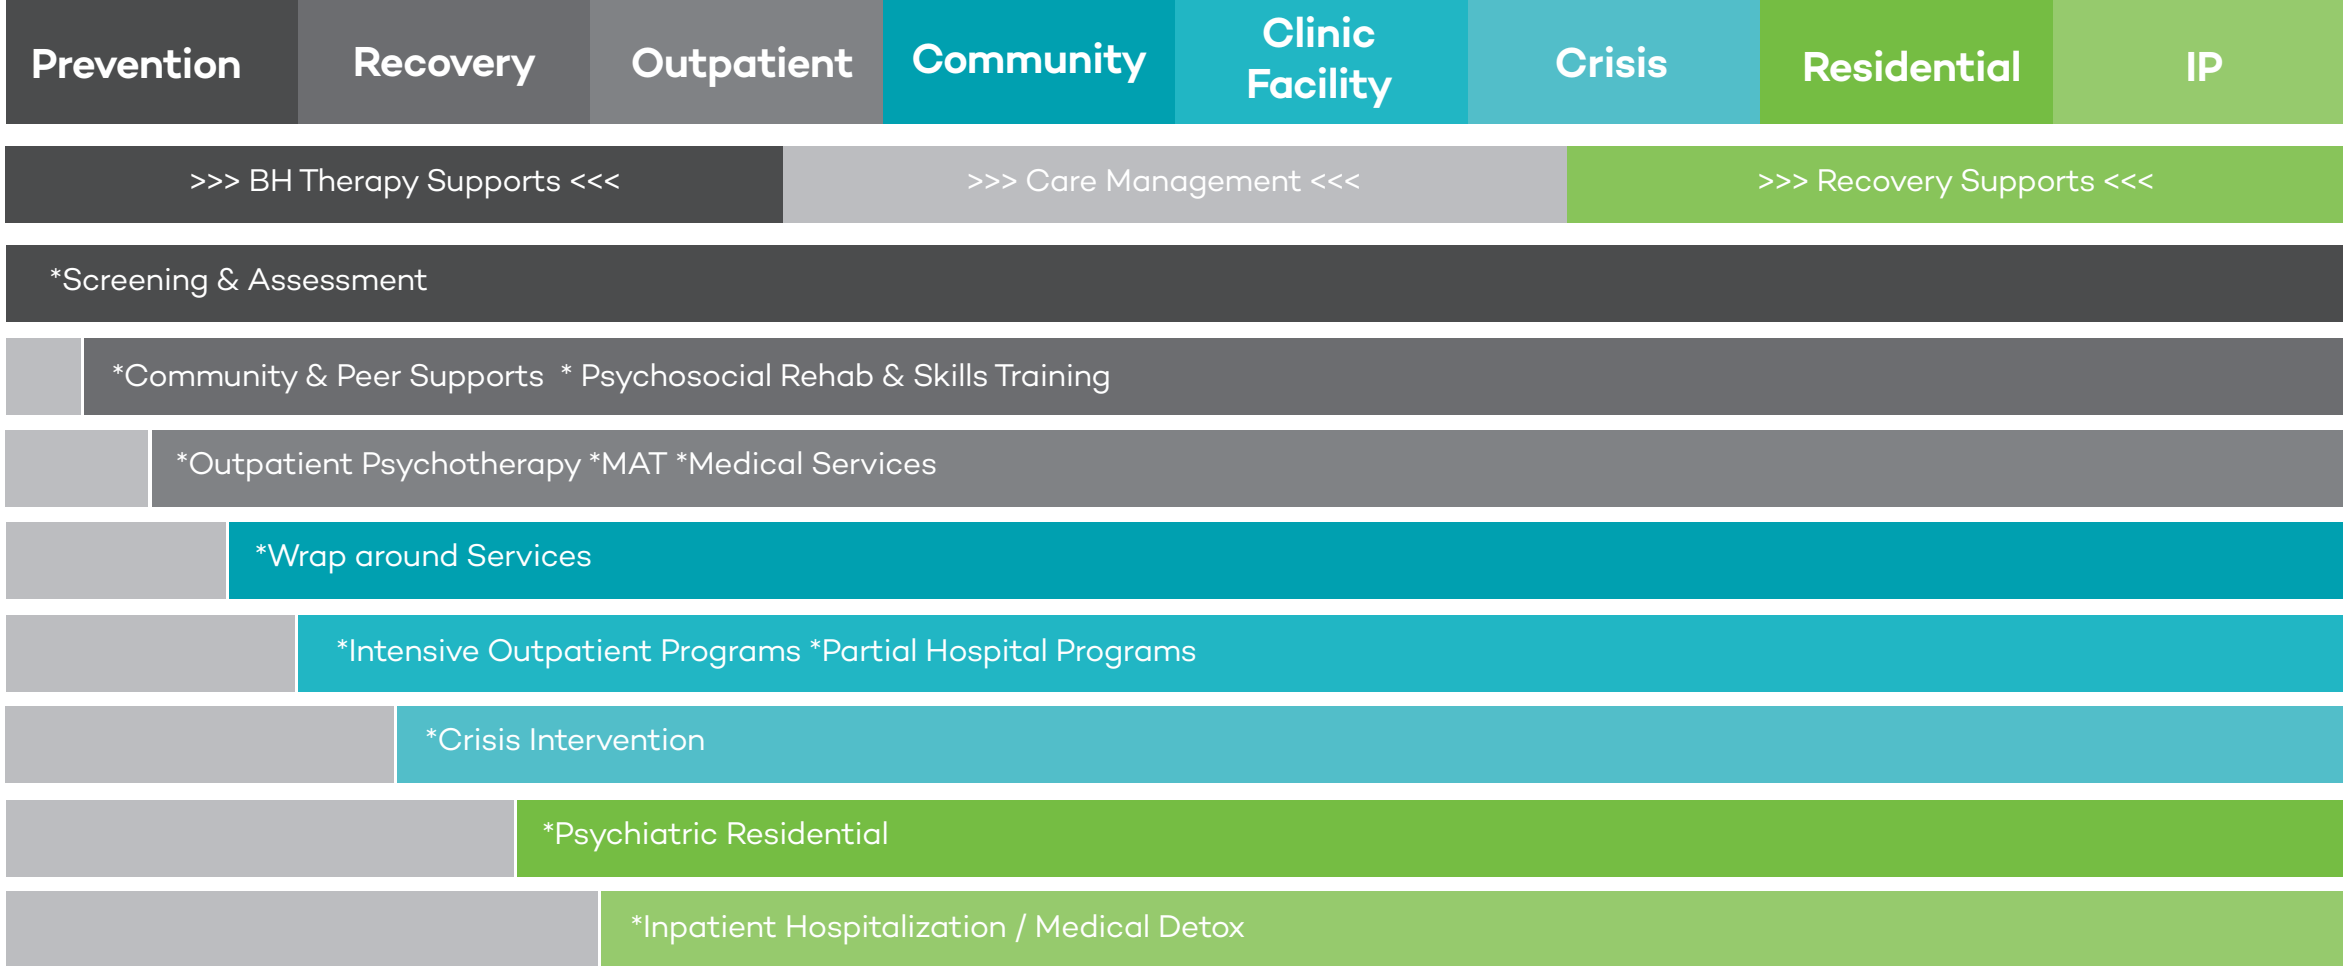 Prevention
Recovery
Outpatient
Community
Clinic
Facility
Crisis
Residential
IP
>>> BH Therapy Supports <<<
>>> Care Management <<<
>>> Recovery Supports <<<
*Screening & Assessment
*Community & Peer Supports * Psychosocial Rehab & Skills Training
*Outpatient Psychotherapy *MAT *Medical Services
*Wrap around Services
*Intensive Outpatient Programs *Partial Hospital Programs
*Crisis Intervention
*Psychiatric Residential
*Inpatient Hospitalization / Medical Detox